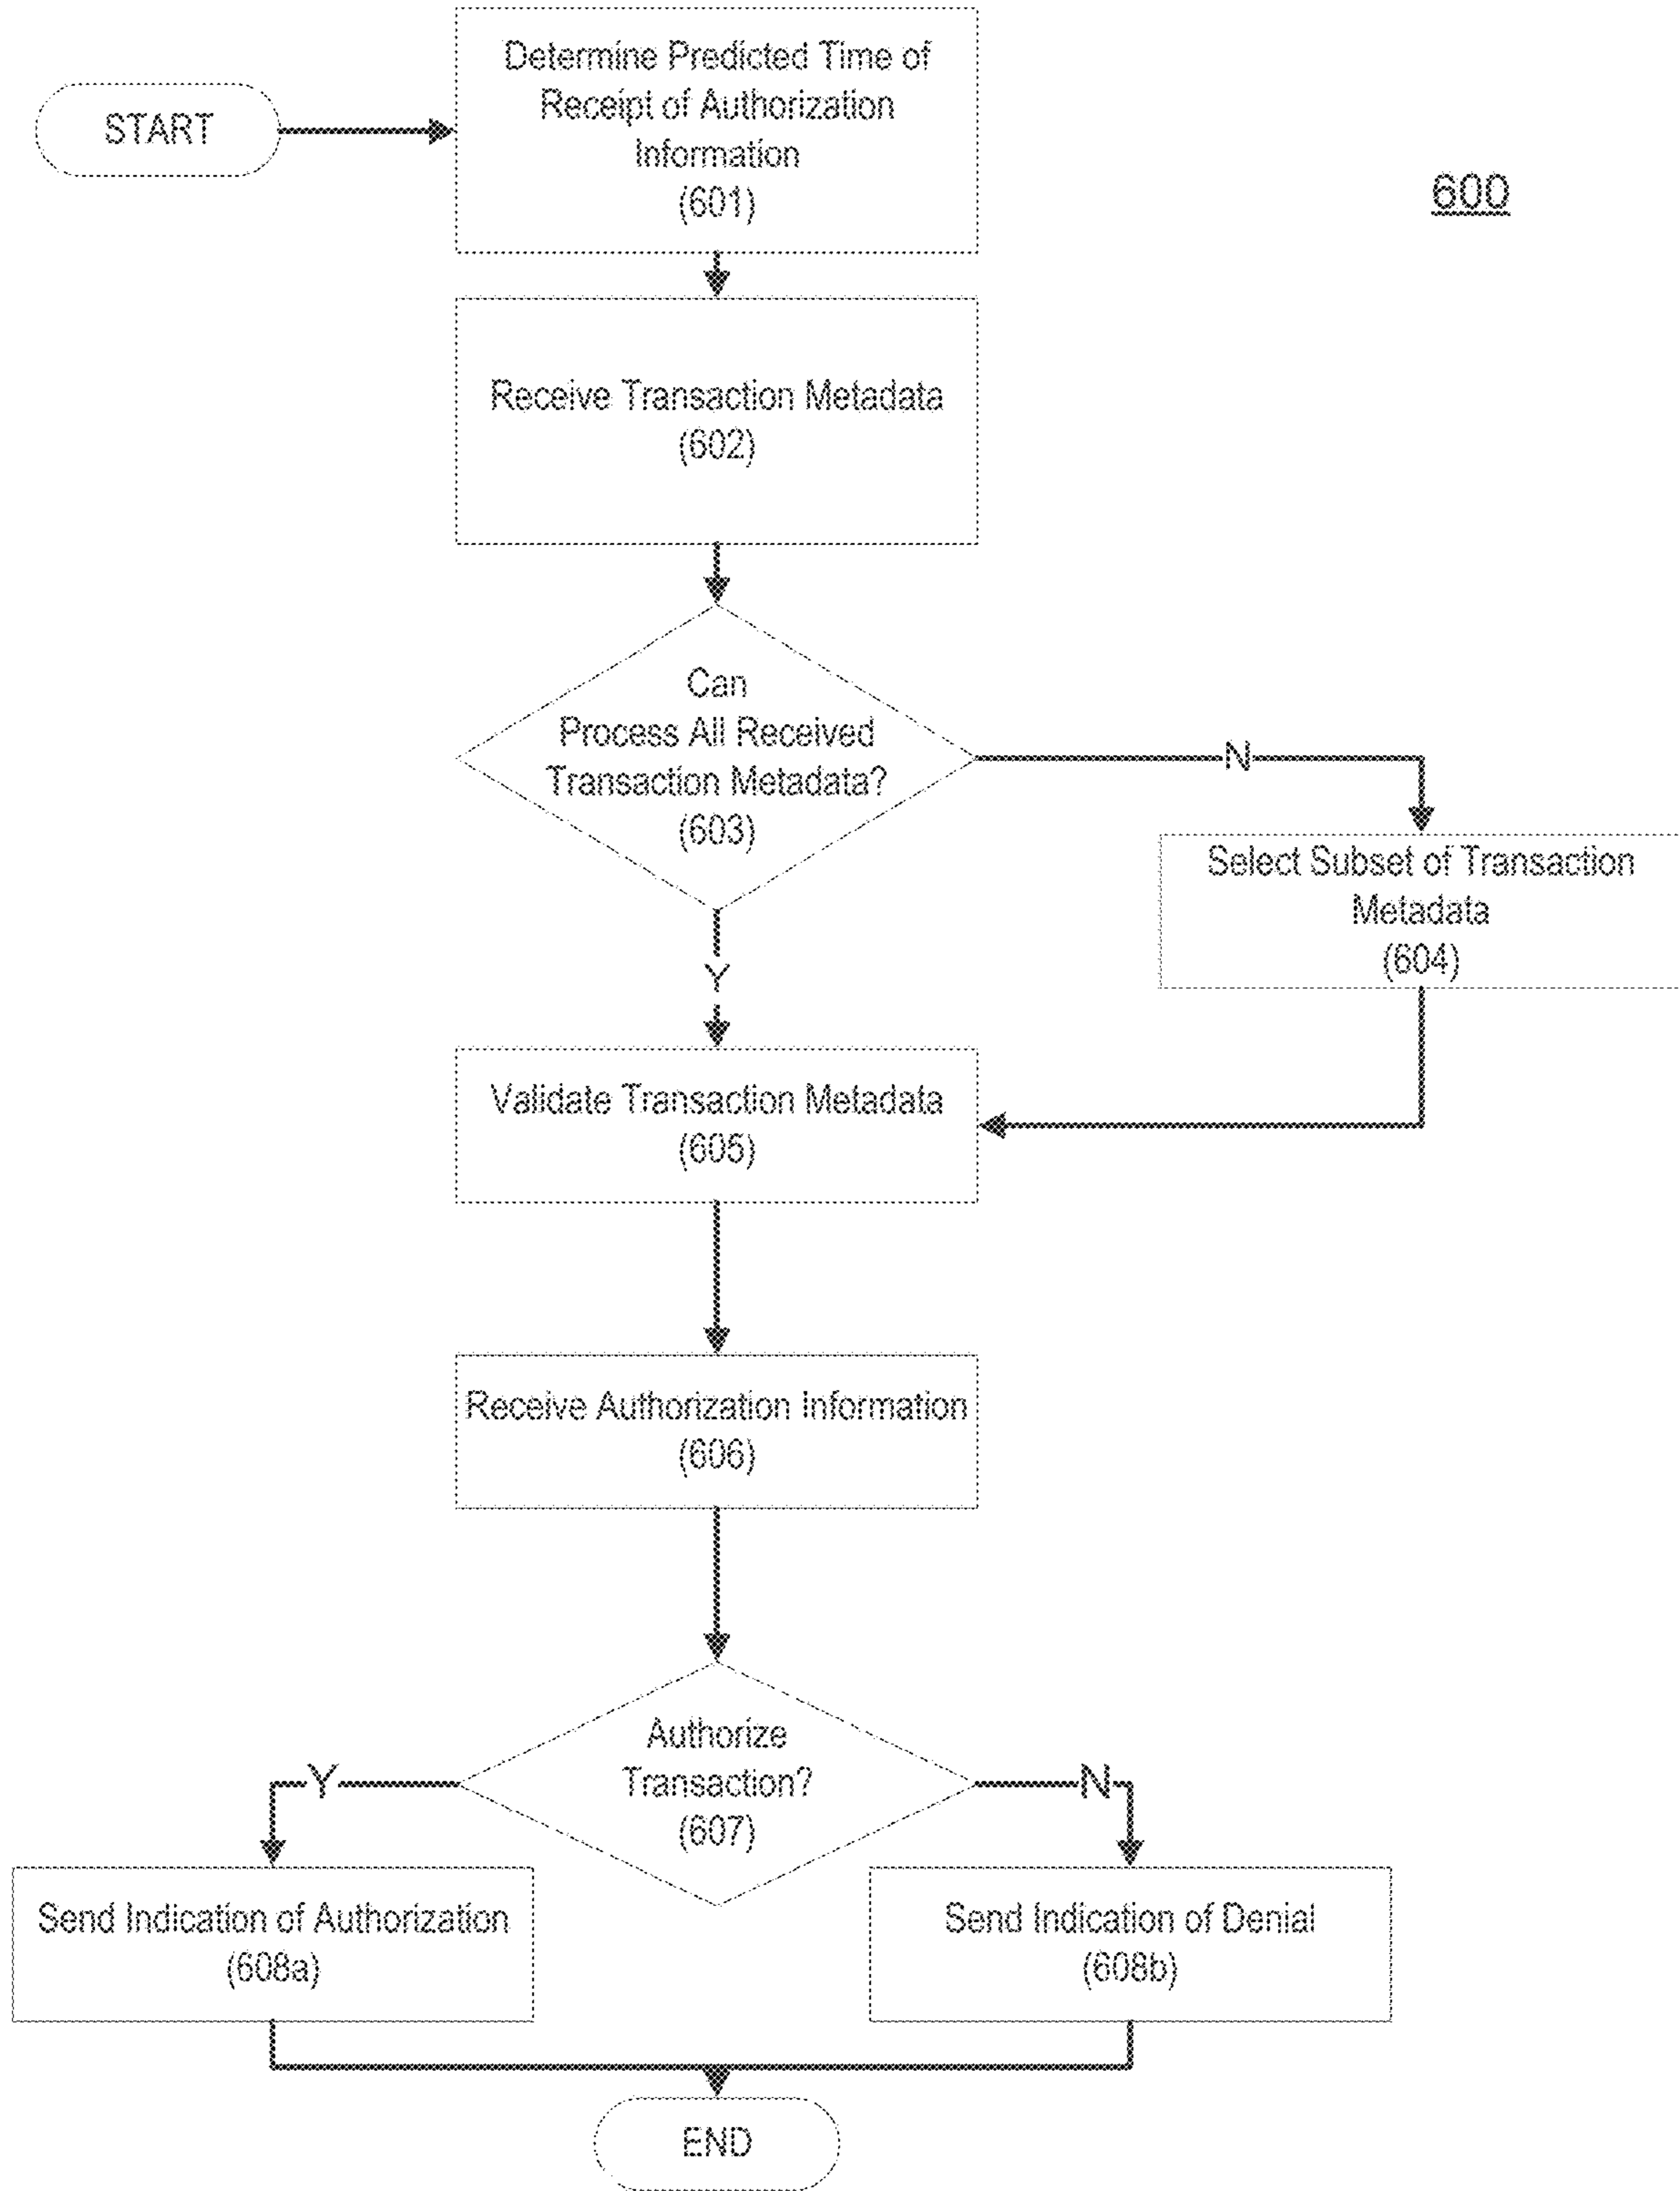 Determine Predicted Time of
Receipt of Authorization
Information
(601)
START
600
Receive Transaction Metadata
(602)
Can
Process All Received
Transaction Metadata?
(603)
N
Select Subset of Transaction
Metadata
(604)
Y
Validate Transaction Metadata
(605)
Receive Authorization Information
(606)
Authorize
Transaction?
(607)
Y
N
Send Indication of Authorization
(608a)
Send Indication of Denial
(608b)
END